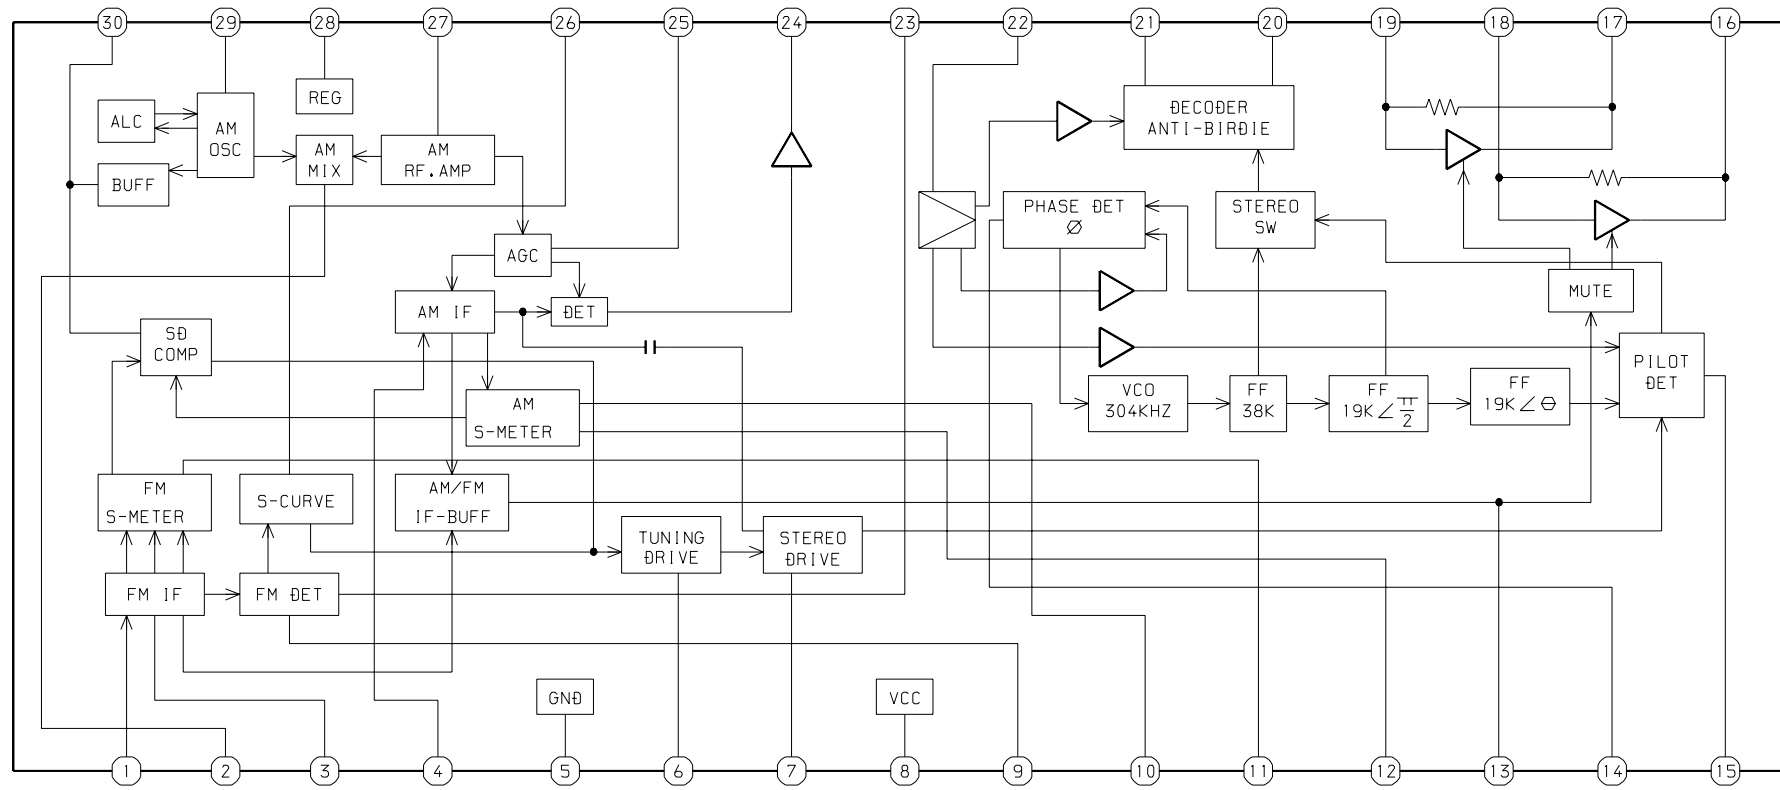 30 29 28 27 26 25 24 23 22 21 20 19 18 17 16
REG
ALC
AM
OSC
AM
MIX
AM
RF.AMP
BUFF
DECODER
ANTI-BIRDIE
PHASE DET
Ø
STEREO
SW
AGC
AM IF
DET
MUTE
SD
COMP
PILOT
DET
VCO
304KHZ
FF
38K
FF
19K∠π/2
FF
19K∠θ
AM
S-METER
FM
S-METER
S-CURVE
AM/FM
IF-BUFF
TUNING
DRIVE
STEREO
DRIVE
FM IF
FM DET
GND
VCC
1 2 3 4 5 6 7 8 9 10 11 12 13 14 15